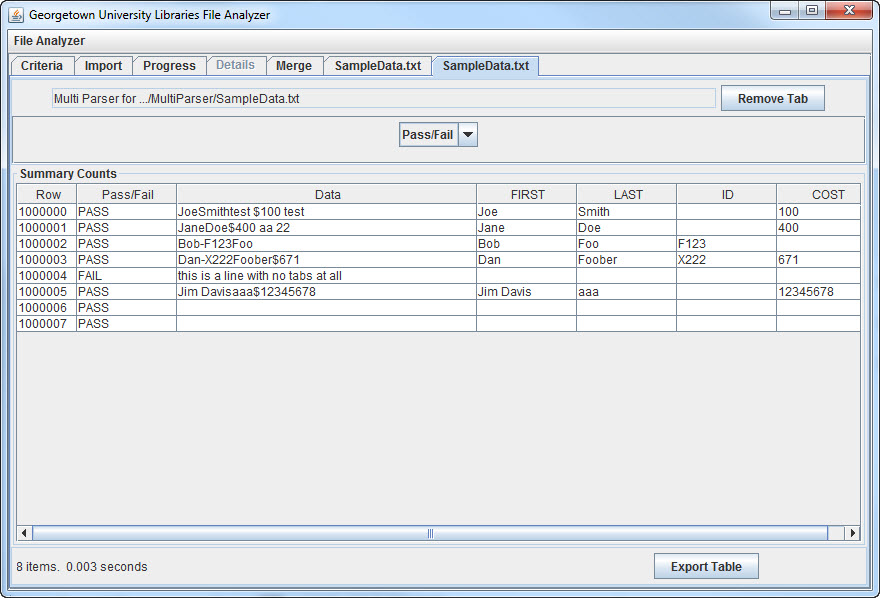 Georgetown University Libraries File Analyzer
File Analyzer
Criteria Import Progress Details Merge SampleData.txt SampleData.txt
Multi Parser for .../MultiParser/SampleData.txt Remove Tab
Pass/Fail
Summary Counts
Row Pass/Fail Data FIRST LAST ID COST
1000000 PASS JoeSmithtest $100 test Joe Smith 100
1000001 PASS JaneDoe$400 aa 22 Jane Doe 400
1000002 PASS Bob-F123Foo Bob Foo F123
1000003 PASS Dan-X222Foober$671 Dan Foober X222 671
1000004 FAIL this is a line with no tabs at all
1000005 PASS Jim Davisaaa$12345678 Jim Davis aaa 12345678
1000006 PASS
1000007 PASS
8 items. 0.003 seconds Export Table